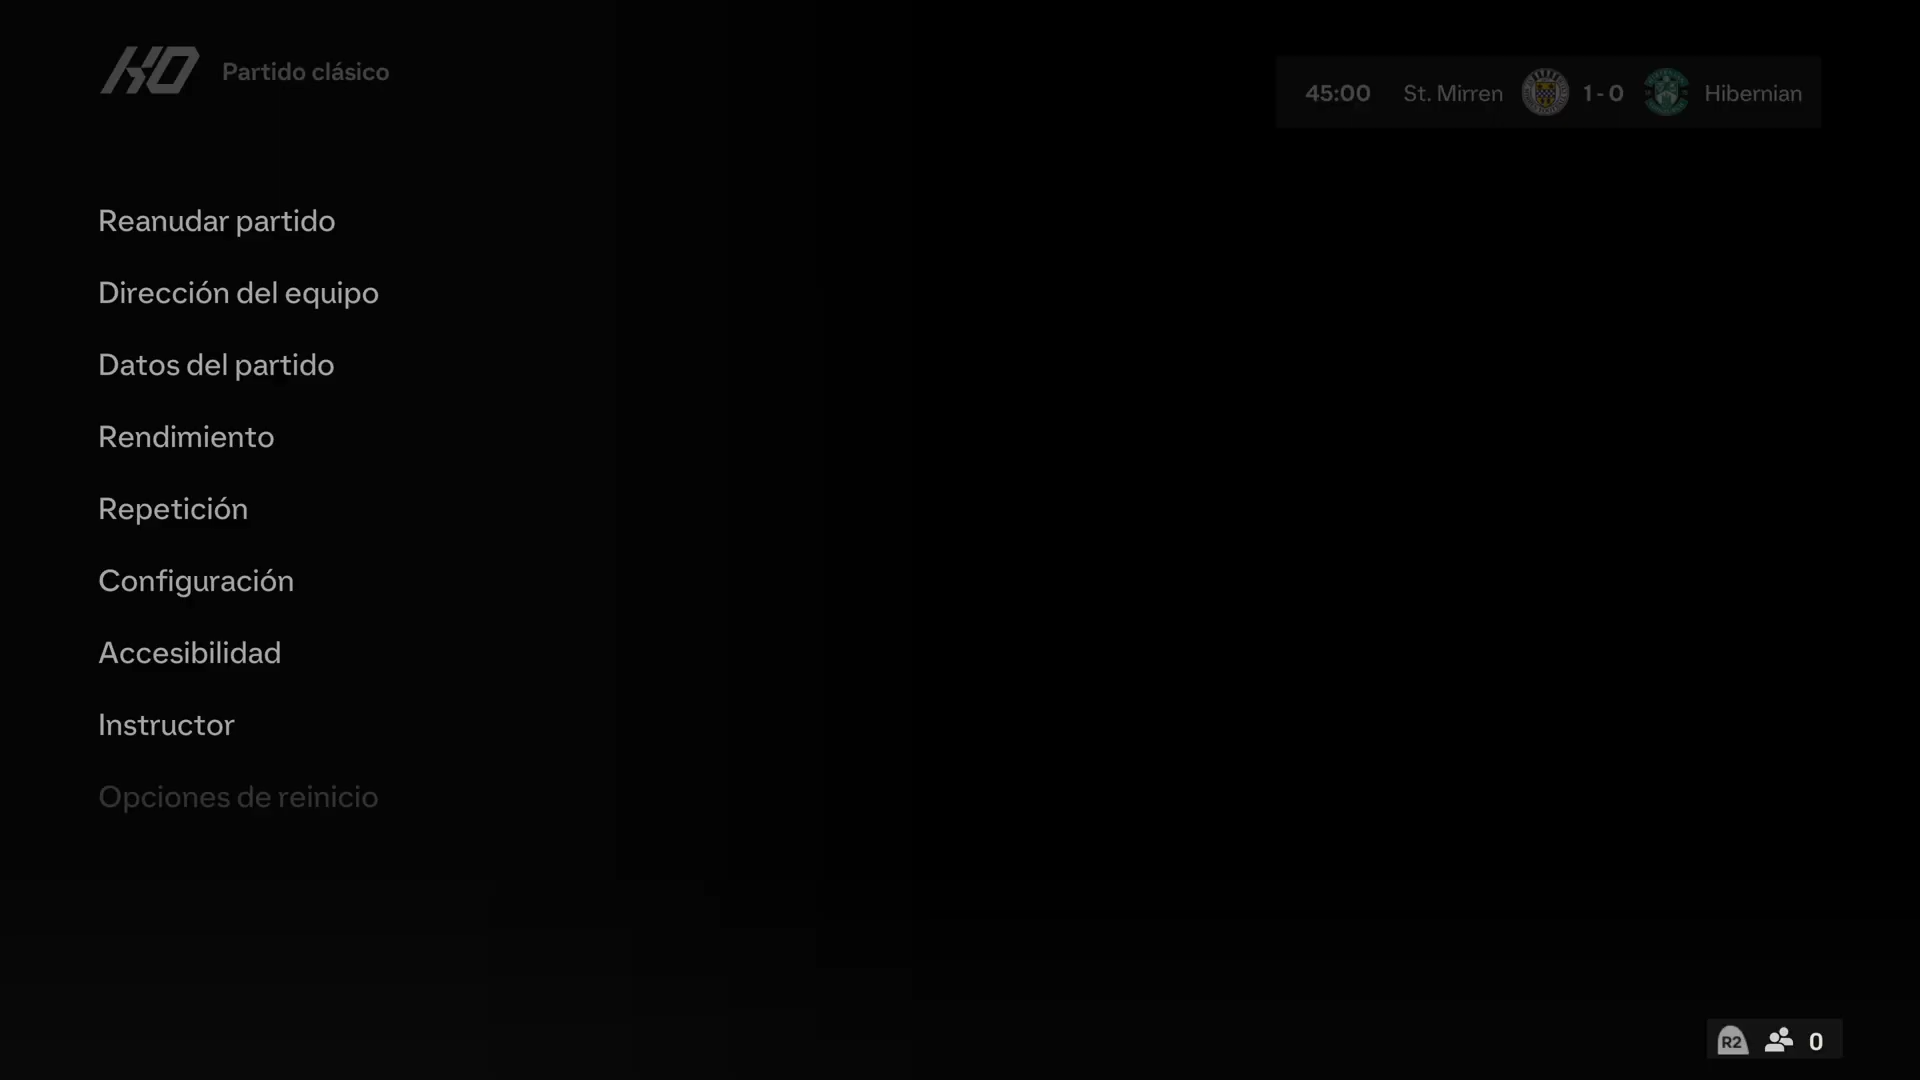 KO Partido clásico
45:00 St. Mirren 1 - 0 Hibernian
Reanudar partido
Dirección del equipo
Datos del partido
Rendimiento
Repetición
Configuración
Accesibilidad
Instructor
Opciones de reinicio
R2 0